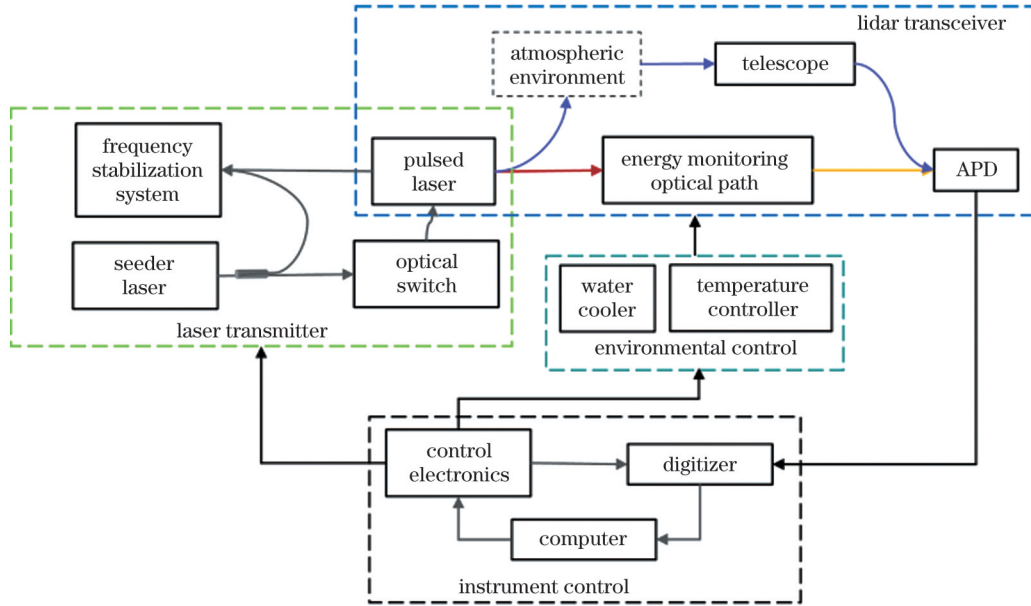 lidar transceiver
atmospheric
environment
telescope
frequency
stabilization
system
pulsed
laser
energy monitoring
optical path
APD
seeder
laser
optical
switch
laser transmitter
water
cooler
temperature
controller
environmental control
control
electronics
digitizer
computer
instrument control